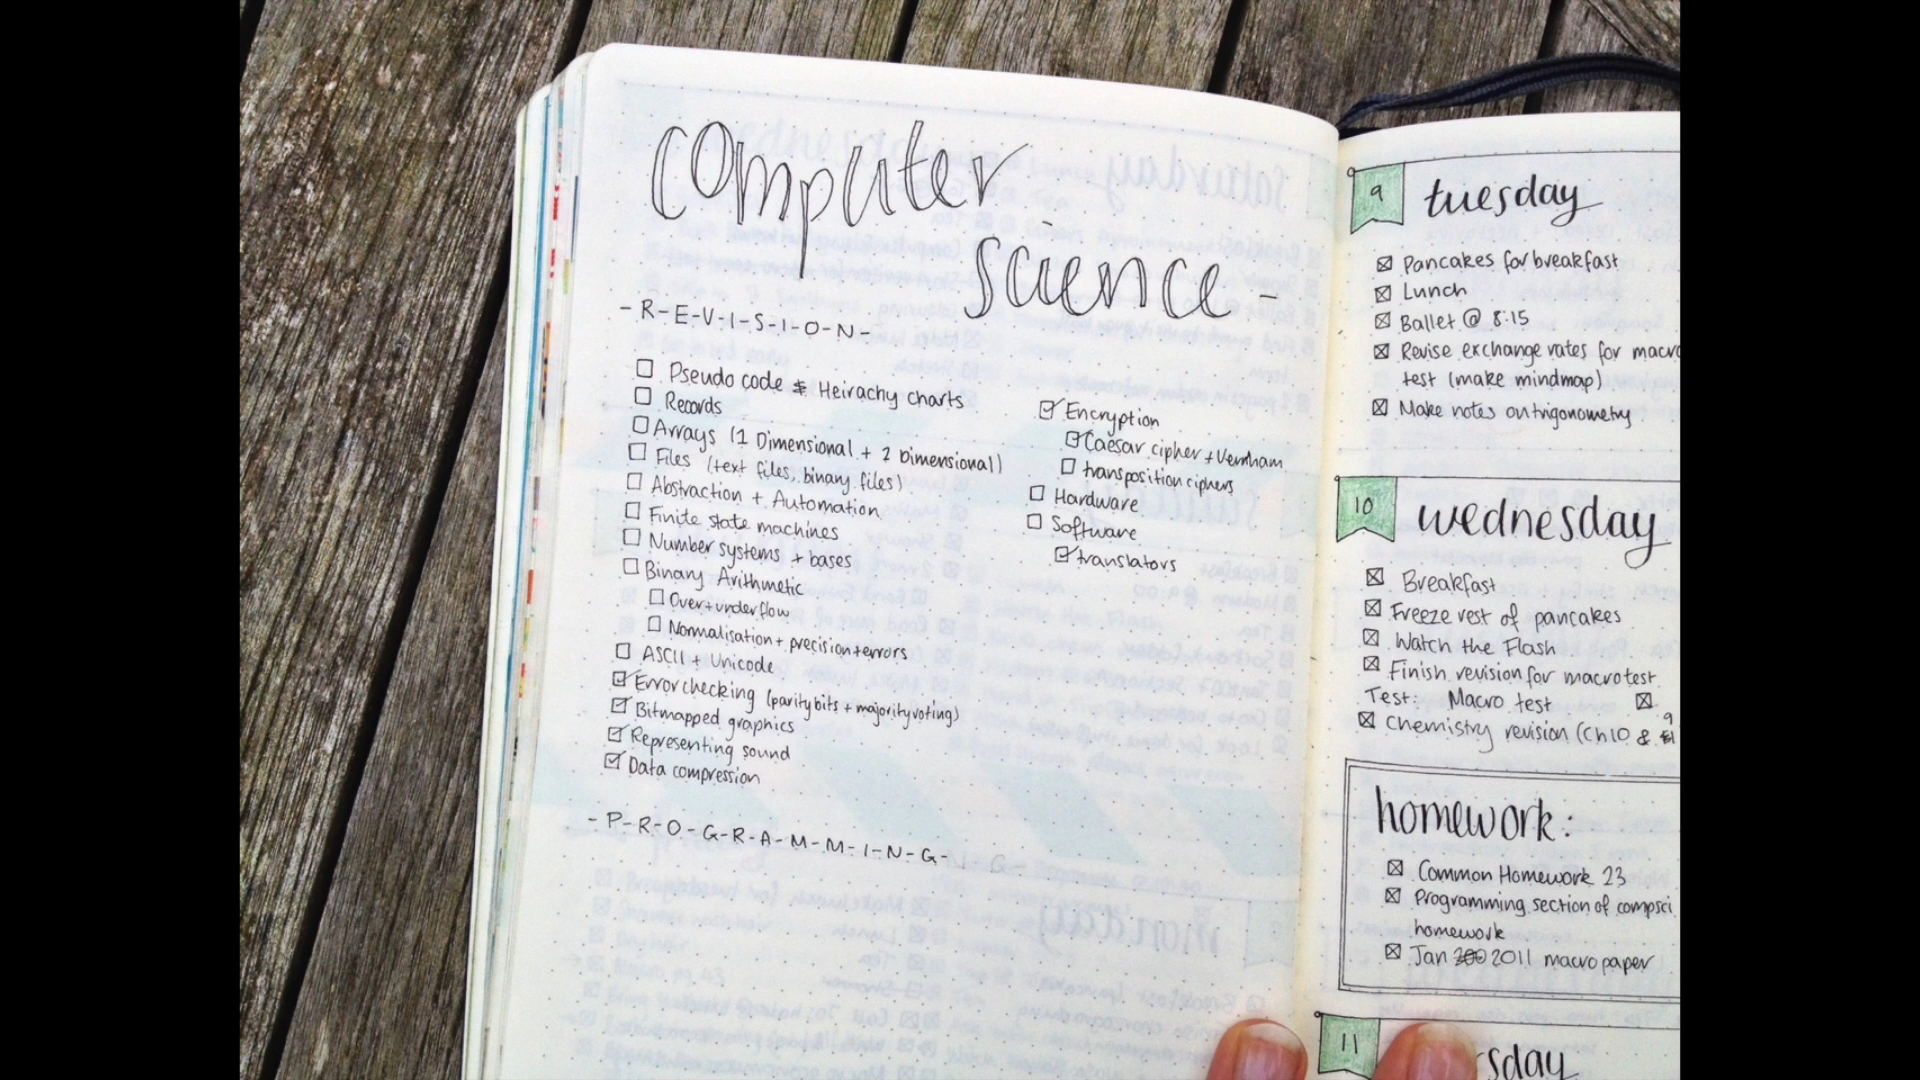 computer
science -
-R-E-V-I-S-I-O-N-
Pseudo code & Heirachy charts
Records
Arrays (1 Dimensional + 2 Dimensional)
Files (text files, binary files)
Abstraction + Automation
Finite state machines
Number systems + bases
Binary Arithmetic
Over+underflow
Normalisation + precision+errors
ASCII + Unicode
Error checking (parity bits + majority voting)
Bitmapped graphics
Representing sound
Data compression
Encryption
Caesar cipher + Vernham
transposition ciphers
Hardware
Software
translators
-P-R-O-G-R-A-M-M-I-N-G-
9 tuesday
Pancakes for breakfast
Lunch
Ballet @ 8:15
Revise exchange rates for macro
test (make mindmap)
Make notes on trigonometry
10 wednesday
Breakfast
Freeze rest of pancakes
Watch the Flash
Finish revision for macro test
Test: Macro test
Chemistry revision (Ch10 & 9
homework:
Common Homework 23
Programming section of compsci
homework
Jan 2011 macro paper
11 sday